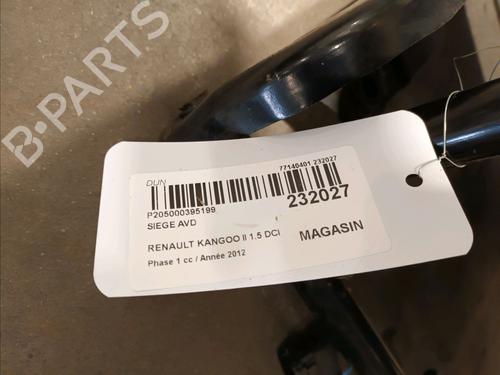 B-PARTS
DUN
77140401 232027
P205000395199
232027
SIEGE AVD
RENAULT KANGOO II 1.5 DCI
MAGASIN
Phase 1 cc / Année 2012